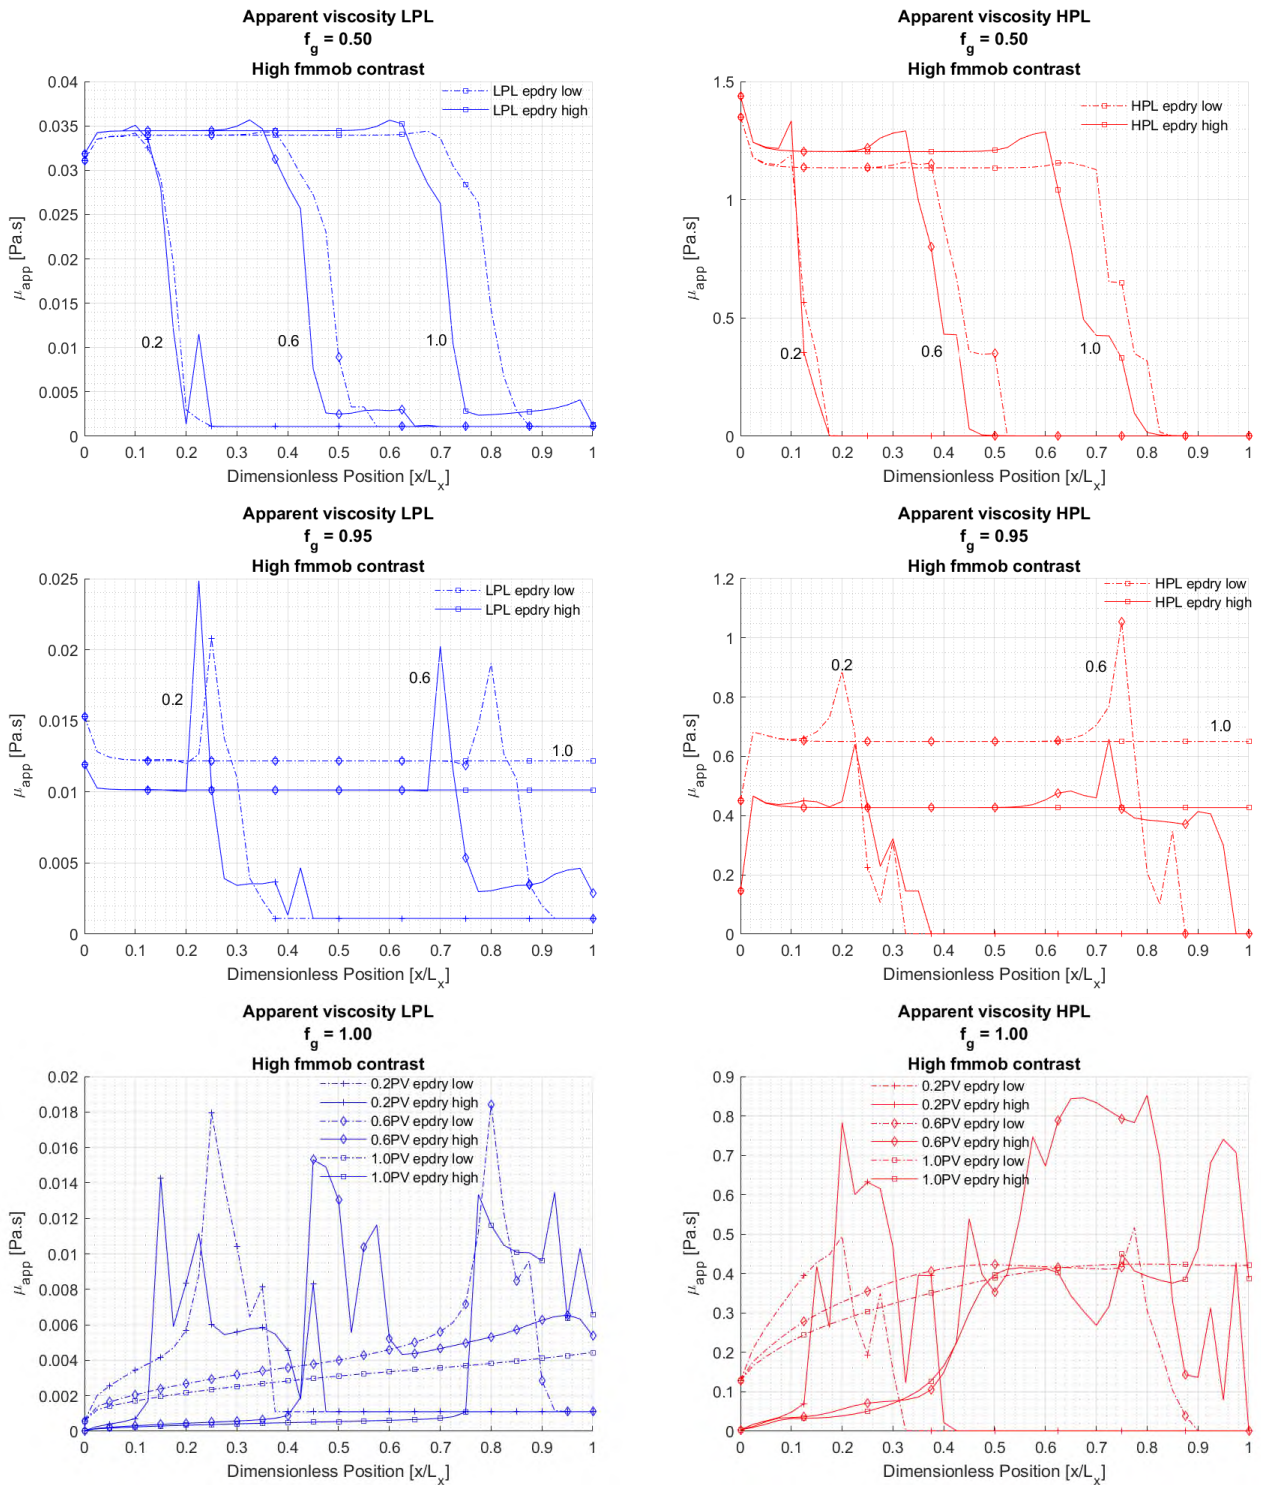 Apparent viscosity LPL
f_g = 0.50
High fmmob contrast
LPL epdry low
LPL epdry high
0.04
0.035
0.03
0.025
0.02
0.015
0.01
0.005
0
μ_app [Pa.s]
0.2
0.6
1.0
0 0.1 0.2 0.3 0.4 0.5 0.6 0.7 0.8 0.9 1
Dimensionless Position [x/L_x]
Apparent viscosity HPL
f_g = 0.50
High fmmob contrast
HPL epdry low
HPL epdry high
1.5
1
0.5
0
μ_app [Pa.s]
0.2
0.6
1.0
0 0.1 0.2 0.3 0.4 0.5 0.6 0.7 0.8 0.9 1
Dimensionless Position [x/L_x]
Apparent viscosity LPL
f_g = 0.95
High fmmob contrast
LPL epdry low
LPL epdry high
0.025
0.02
0.015
0.01
0.005
0
μ_app [Pa.s]
0.2
0.6
1.0
0 0.1 0.2 0.3 0.4 0.5 0.6 0.7 0.8 0.9 1
Dimensionless Position [x/L_x]
Apparent viscosity HPL
f_g = 0.95
High fmmob contrast
HPL epdry low
HPL epdry high
1.2
1
0.8
0.6
0.4
0.2
0
μ_app [Pa.s]
0.2
0.6
1.0
0 0.1 0.2 0.3 0.4 0.5 0.6 0.7 0.8 0.9 1
Dimensionless Position [x/L_x]
Apparent viscosity LPL
f_g = 1.00
High fmmob contrast
0.2PV epdry low
0.2PV epdry high
0.6PV epdry low
0.6PV epdry high
1.0PV epdry low
1.0PV epdry high
0.02
0.018
0.016
0.014
0.012
0.01
0.008
0.006
0.004
0.002
0
μ_app [Pa.s]
0 0.1 0.2 0.3 0.4 0.5 0.6 0.7 0.8 0.9 1
Dimensionless Position [x/L_x]
Apparent viscosity HPL
f_g = 1.00
High fmmob contrast
0.2PV epdry low
0.2PV epdry high
0.6PV epdry low
0.6PV epdry high
1.0PV epdry low
1.0PV epdry high
0.9
0.8
0.7
0.6
0.5
0.4
0.3
0.2
0.1
0
μ_app [Pa.s]
0 0.1 0.2 0.3 0.4 0.5 0.6 0.7 0.8 0.9 1
Dimensionless Position [x/L_x]